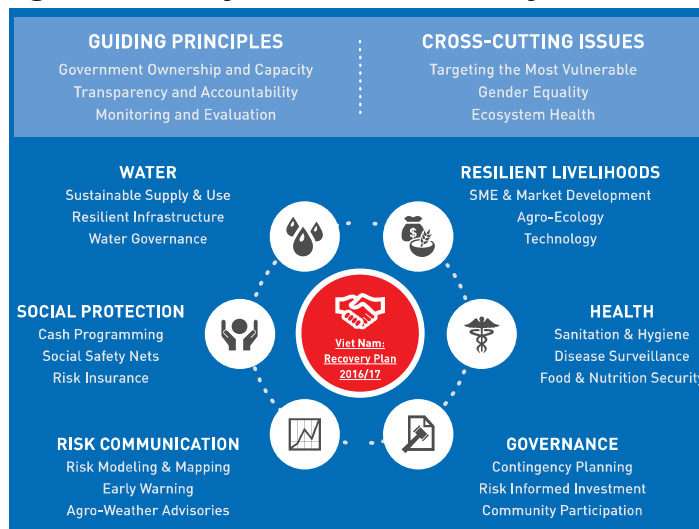 GUIDING PRINCIPLES
Government Ownership and Capacity
Transparency and Accountability
Monitoring and Evaluation
CROSS-CUTTING ISSUES
Targeting the Most Vulnerable
Gender Equality
Ecosystem Health
WATER
Sustainable Supply & Use
Resilient Infrastructure
Water Governance
RESILIENT LIVELIHOODS
SME & Market Development
Agro-Ecology
Technology
SOCIAL PROTECTION
Cash Programming
Social Safety Nets
Risk Insurance
Viet Nam:
Recovery Plan
2016/17
HEALTH
Sanitation & Hygiene
Disease Surveillance
Food & Nutrition Security
RISK COMMUNICATION
Risk Modeling & Mapping
Early Warning
Agro-Weather Advisories
GOVERNANCE
Contingency Planning
Risk Informed Investment
Community Participation
$